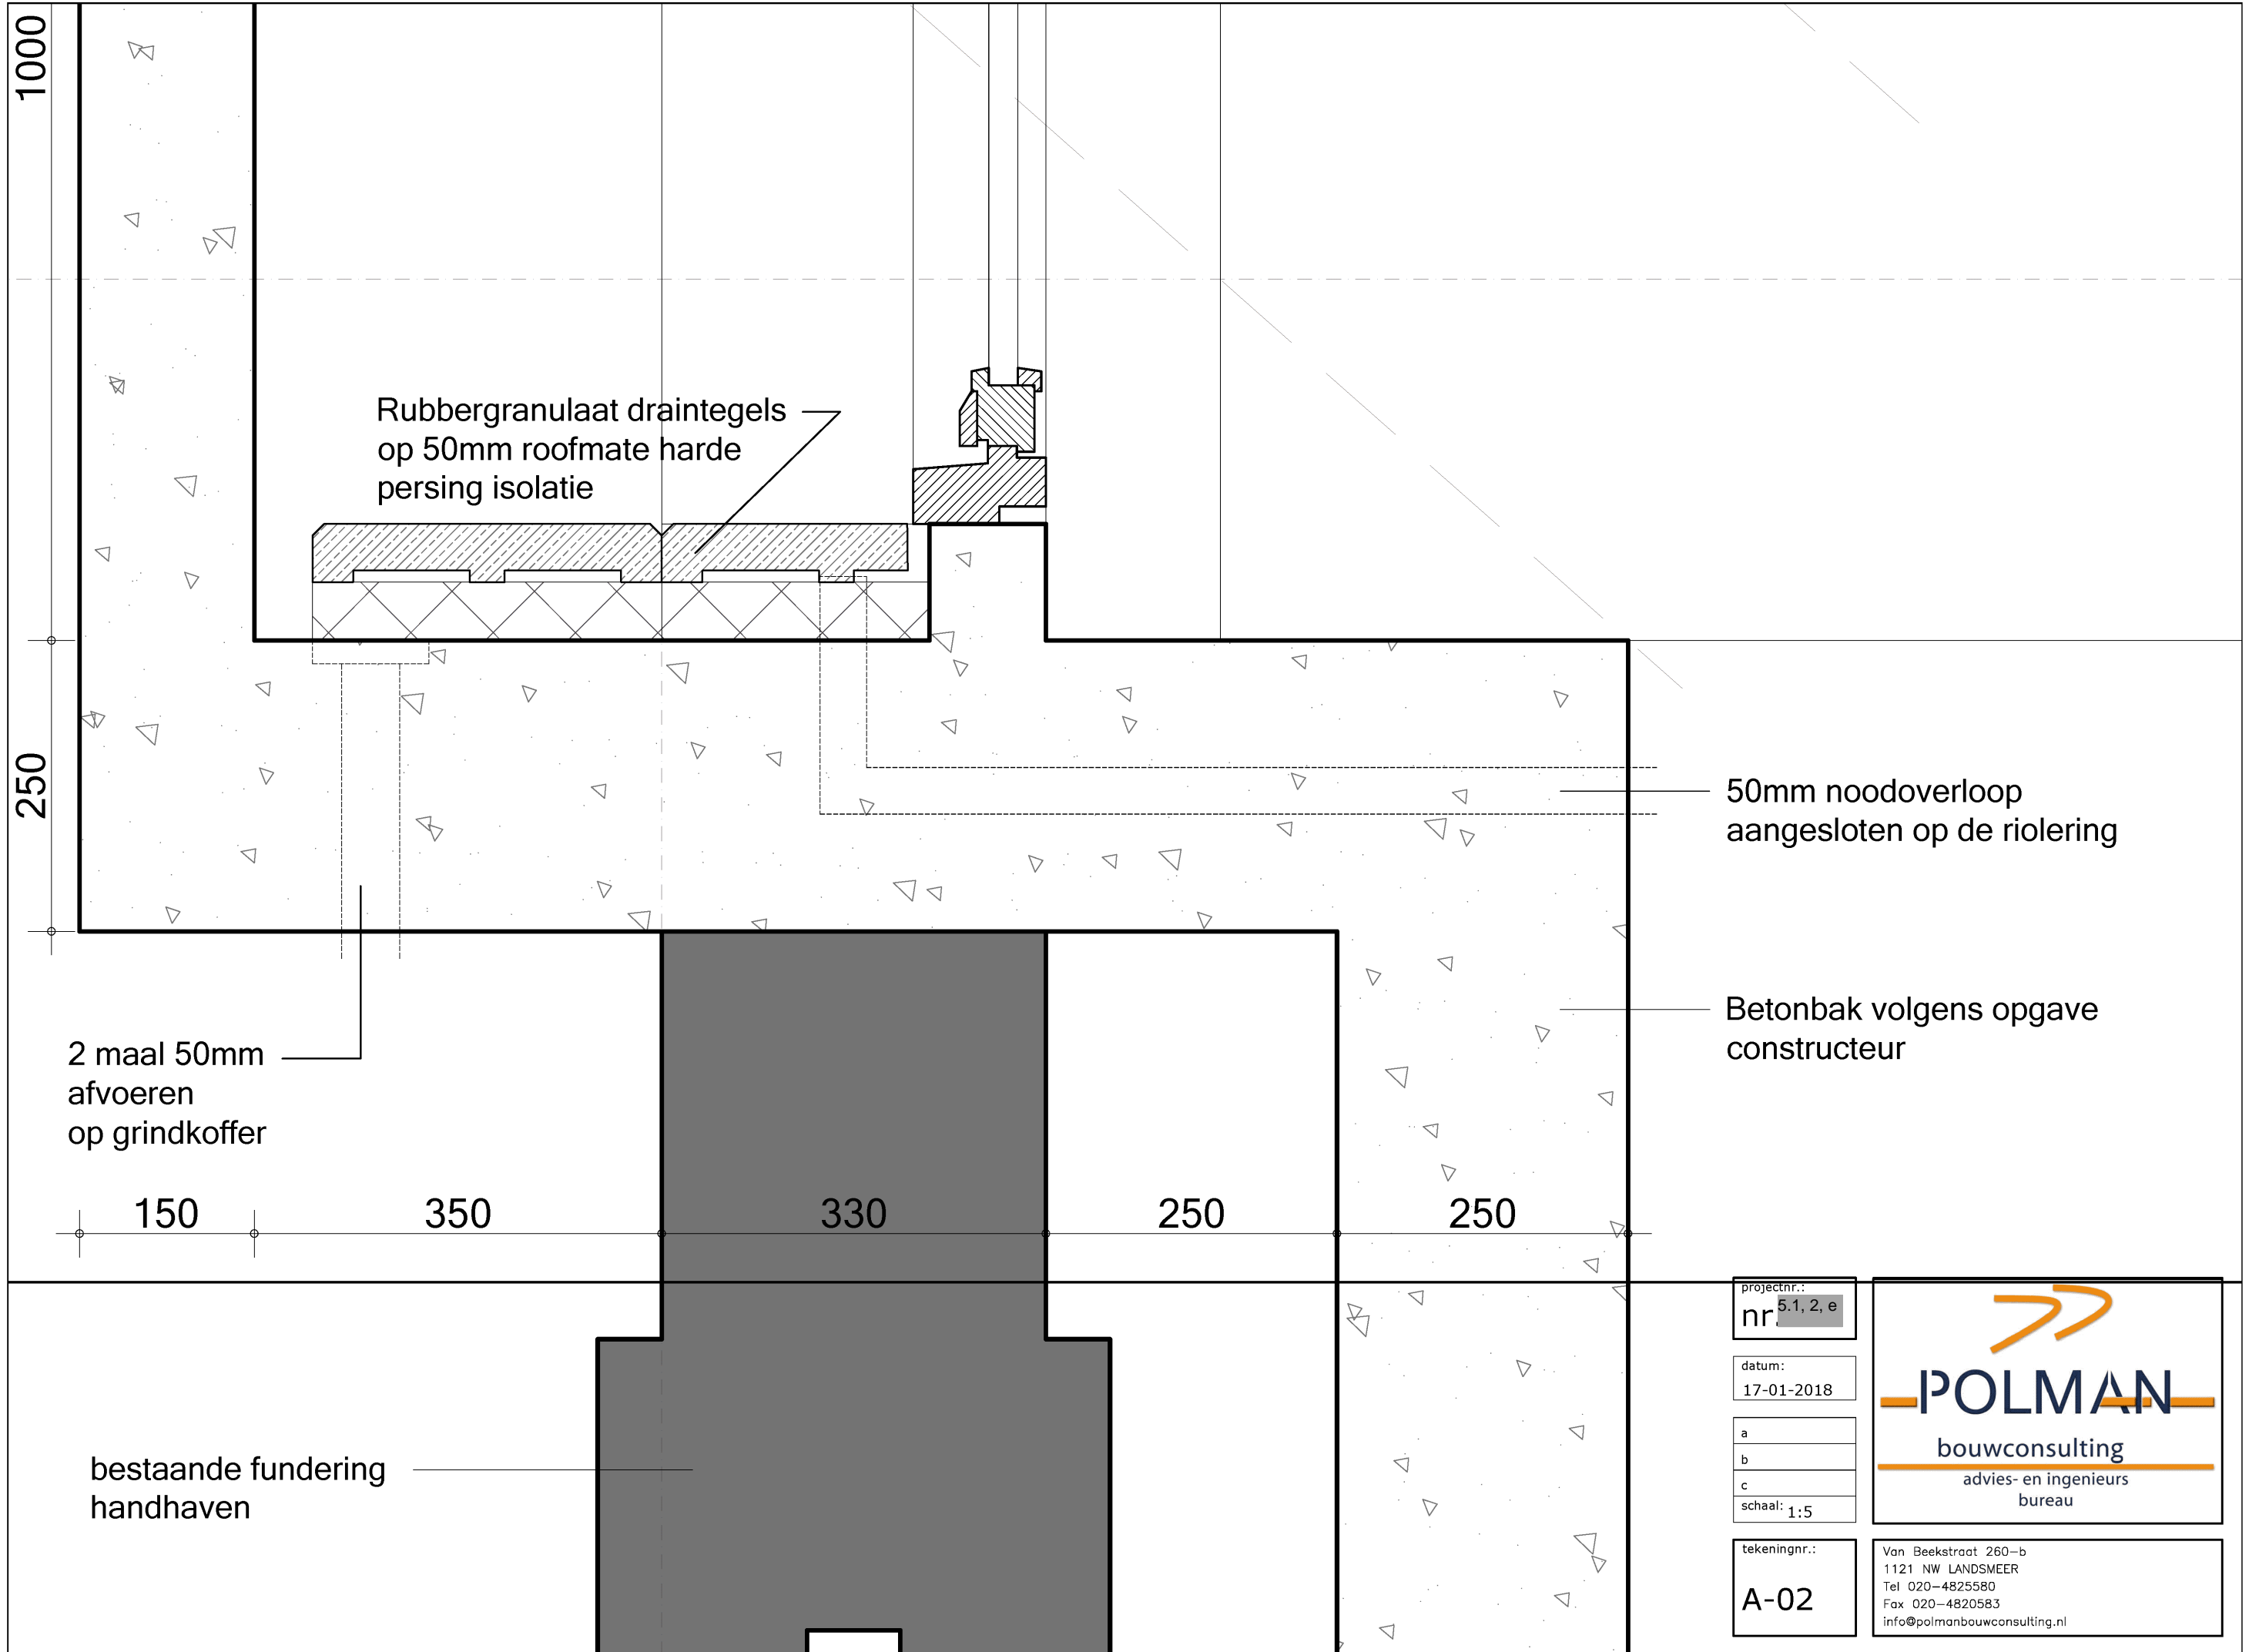 1000
Rubbergranulaat draintegels
op 50mm roofmate harde
persing isolatie
250
50mm noodoverloop
aangesloten op de riolering
Betonbak volgens opgave
constructeur
2 maal 50mm
afvoeren
op grindkoffer
150
350
330
250
250
bestaande fundering
handhaven
projectnr.:
nr. 5.1, 2, e
datum:
17-01-2018
a
b
c
schaal: 1:5
tekeningnr.:
A-02
POLMAN
bouwconsulting
advies- en ingenieurs
bureau
Van Beekstraat 260-b
1121 NW LANDSMEER
Tel 020-4825580
Fax 020-4820583
info@polmanbouwconsulting.nl